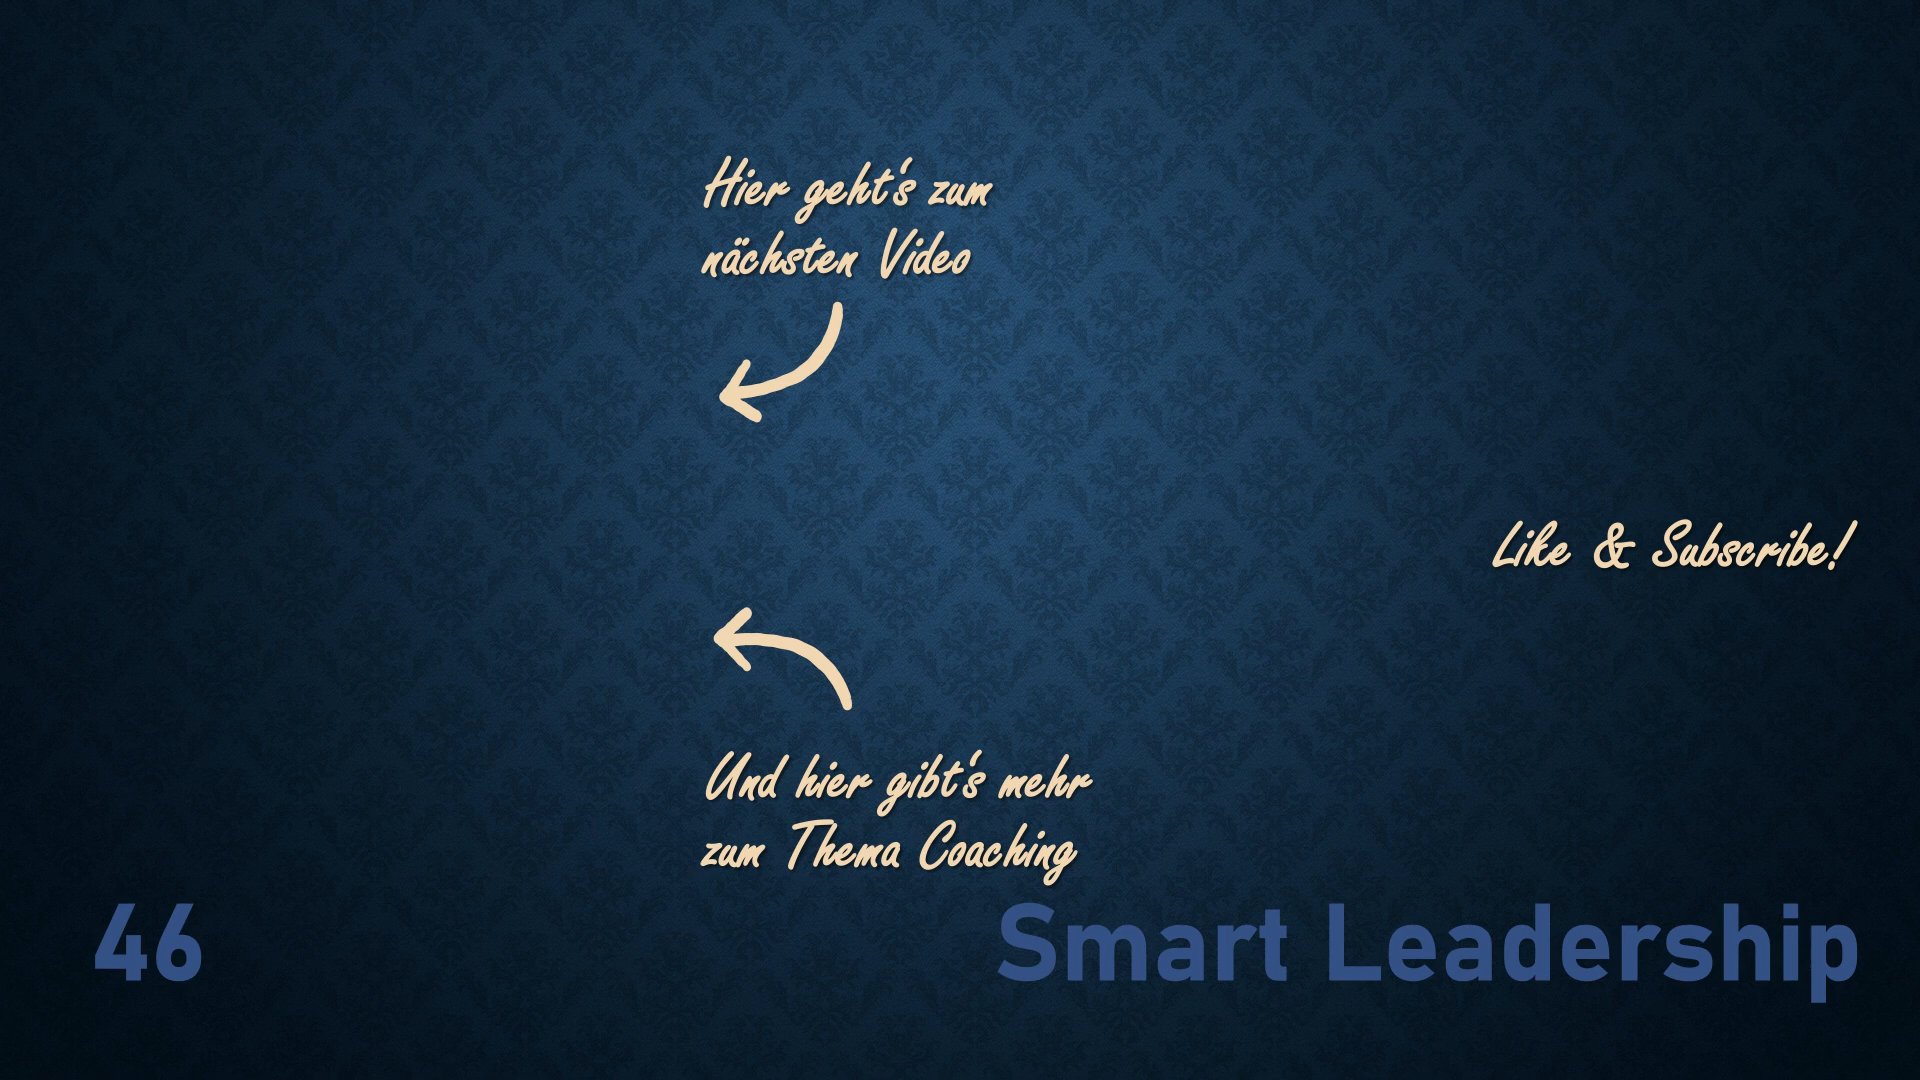 Hier geht's zum
nächsten Video
Like & Subscribe!
Und hier gibt's mehr
zum Thema Coaching
46
Smart Leadership